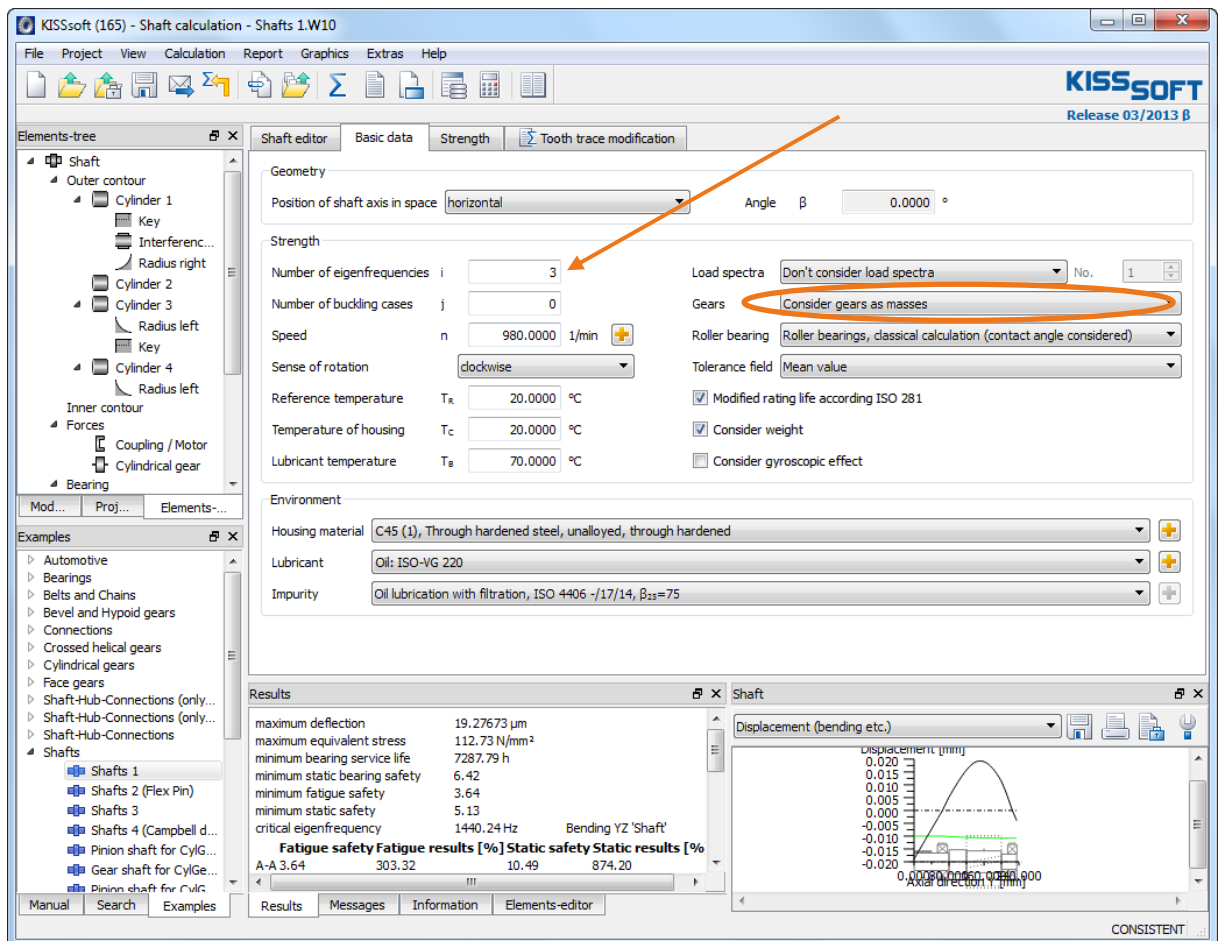 KISSsoft (165) - Shaft calculation - Shafts 1.W10
File Project View Calculation Report Graphics Extras Help
KISSSOFT
Release 03/2013 β
Elements-tree
Shaft
Outer contour
Cylinder 1
Key
Interferenc...
Radius right
Cylinder 2
Cylinder 3
Radius left
Key
Cylinder 4
Radius left
Inner contour
Forces
Coupling / Motor
Cylindrical gear
Bearing
Mod... Proj... Elements-...
Examples
Automotive
Bearings
Belts and Chains
Bevel and Hypoid gears
Connections
Crossed helical gears
Cylindrical gears
Face gears
Shaft-Hub-Connections (only...
Shaft-Hub-Connections (only...
Shaft-Hub-Connections
Shafts
Shafts 1
Shafts 2 (Flex Pin)
Shafts 3
Shafts 4 (Campbell d...
Pinion shaft for CylG...
Gear shaft for CylGe...
Pinion shaft for CylG
Manual Search Examples
Shaft editor Basic data Strength Tooth trace modification
Geometry
Position of shaft axis in space horizontal Angle β 0.0000 °
Strength
Number of eigenfrequencies i 3 Load spectra Don't consider load spectra No. 1
Number of buckling cases j 0 Gears Consider gears as masses
Speed n 980.0000 1/min Roller bearing Roller bearings, classical calculation (contact angle considered)
Sense of rotation clockwise Tolerance field Mean value
Reference temperature TR 20.0000 °C Modified rating life according ISO 281
Temperature of housing TC 20.0000 °C Consider weight
Lubricant temperature TB 70.0000 °C Consider gyroscopic effect
Environment
Housing material C45 (1), Through hardened steel, unalloyed, through hardened
Lubricant Oil: ISO-VG 220
Impurity Oil lubrication with filtration, ISO 4406 -/17/14, β25=75
Results
maximum deflection 19.27673 µm
maximum equivalent stress 112.73 N/mm²
minimum bearing service life 7287.79 h
minimum static bearing safety 6.42
minimum fatigue safety 3.64
minimum static safety 5.13
critical eigenfrequency 1440.24 Hz Bending YZ 'Shaft'
Fatigue safety Fatigue results [%] Static safety Static results [%
A-A 3.64 303.32 10.49 874.20
Results Messages Information Elements-editor
Shaft
Displacement (bending etc.)
Displacement [mm]
0.020
0.015
0.010
0.005
0.000
-0.005
-0.010
-0.015
-0.020
Axial direction Y [mm]
CONSISTENT